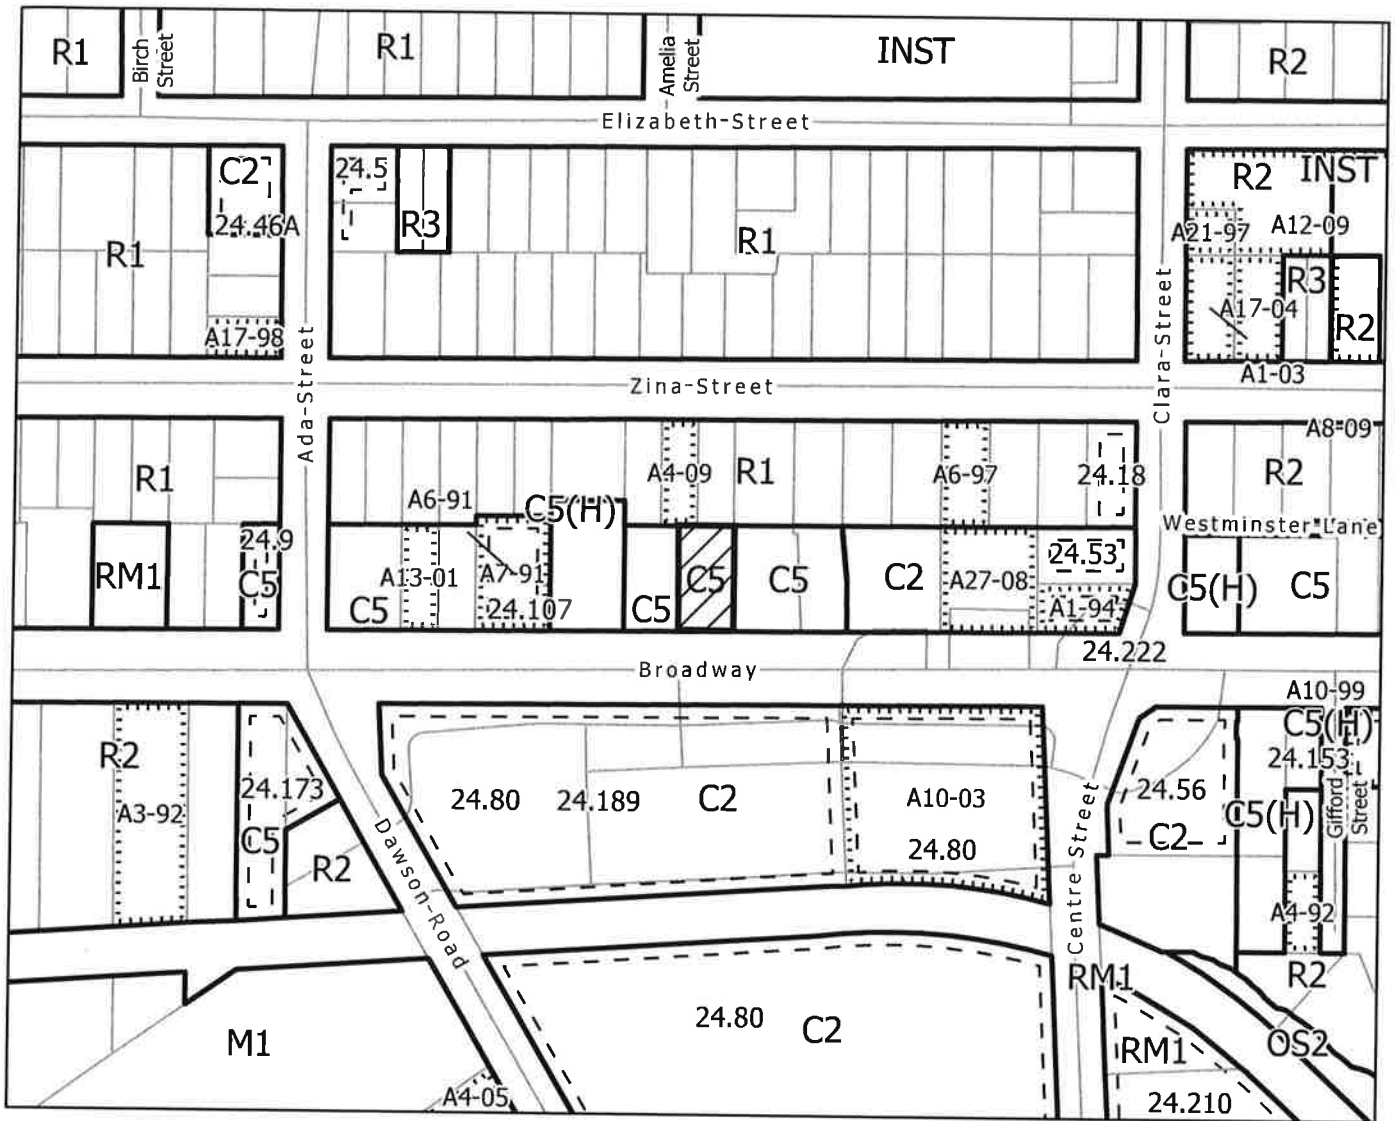 R1
Birch
Street
R1
Amelia
Street
INST
R2
Elizabeth-Street
C2
24.46A
24.5
R3
R1
R1
R2
INST
A21-97
A12-09
R3
A17-04
R2
A17-98
A1-03
Ada-Street
Zina-Street
Clara-Street
A8-09
R1
A6-91
C5(H)
A4-09
R1
A6-97
24.18
R2
Westminster Lane
24.9
RM1
C5
A13-01
A7-91
C5
24.107
C5
C5
C5
C2
A27-08
24.53
A1-94
C5(H)
C5
24.222
Broadway
A10-99
C5(H)
24.153
R2
A3-92
24.173
C5
R2
24.80
24.189
C2
A10-03
24.80
24.56
C2
C5(H)
Gifford
Street
A4-92
Dawson-Road
Centre Street
R2
RM1
M1
24.80
C2
RM1
OS2
A4-05
24.210